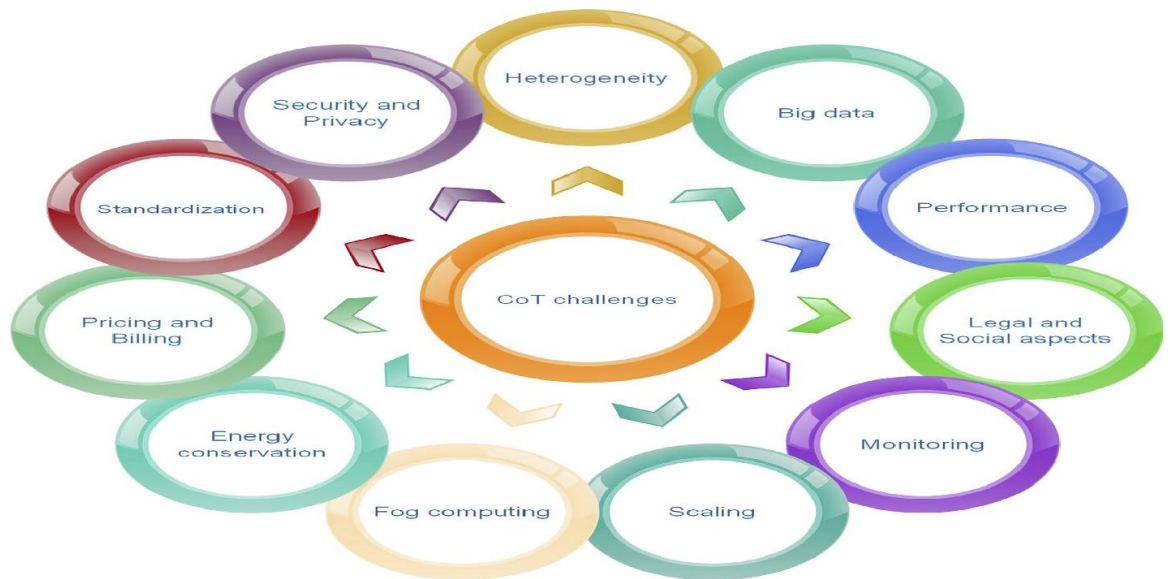 Heterogeneity
Big data
Performance
Legal and
Social aspects
Monitoring
Scaling
Fog computing
Energy
conservation
Pricing and
Billing
Standardization
Security and
Privacy
CoT challenges